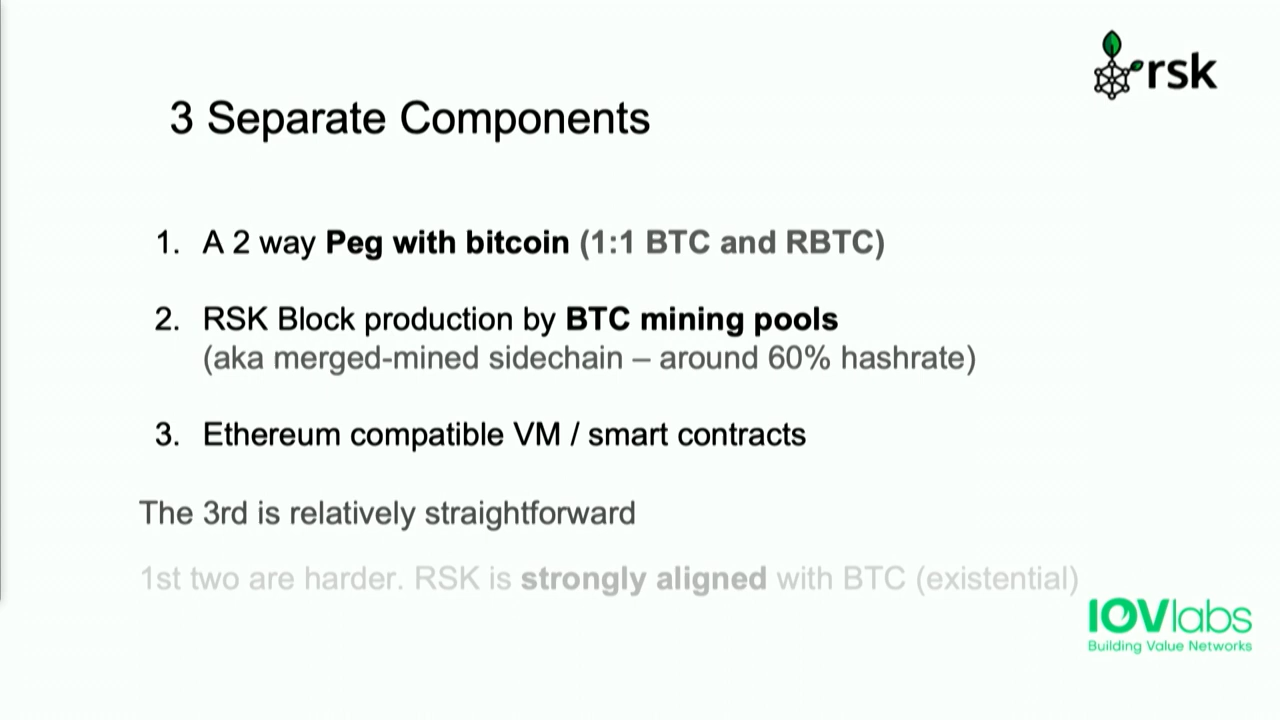 rsk
3 Separate Components
1. A 2 way Peg with bitcoin (1:1 BTC and RBTC)
2. RSK Block production by BTC mining pools
(aka merged-mined sidechain – around 60% hashrate)
3. Ethereum compatible VM / smart contracts
The 3rd is relatively straightforward
1st two are harder. RSK is strongly aligned with BTC (existential)
IOVlabs
Building Value Networks